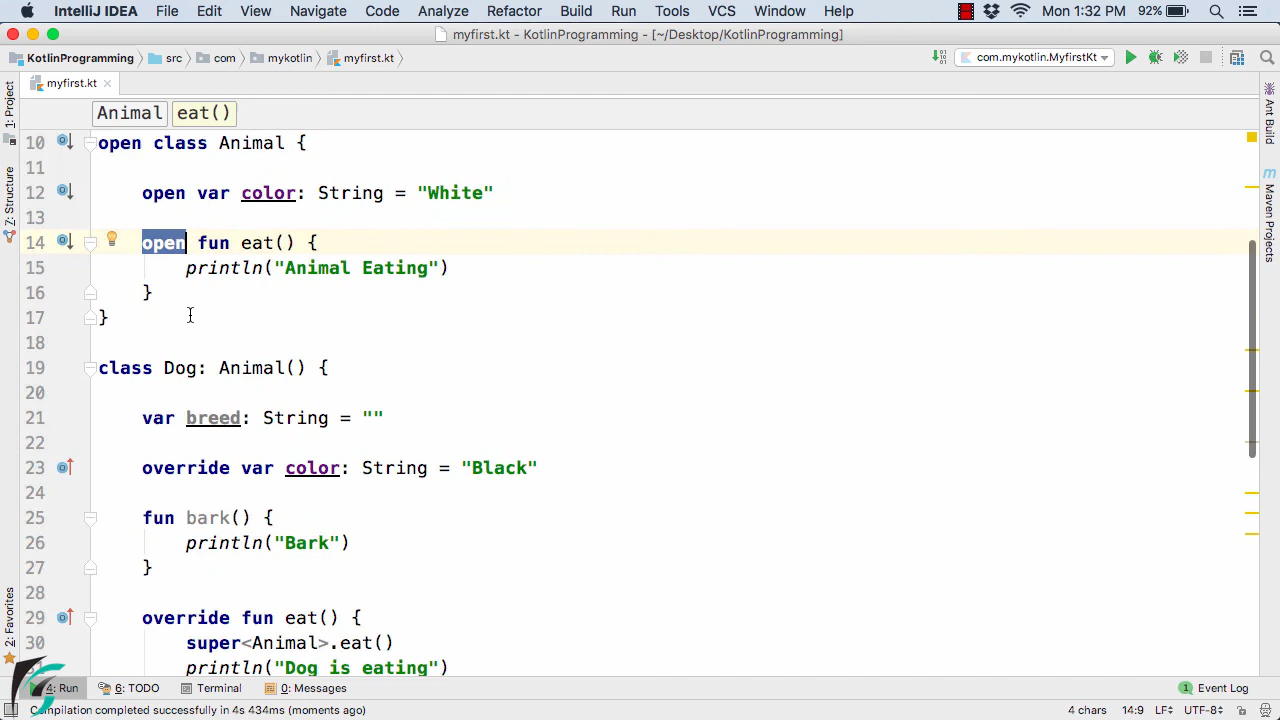 IntelliJ IDEA File Edit View Navigate Code Analyze Refactor Build Run Tools VCS Window Help Mon 1:32 PM 92%
myfirst.kt - KotlinProgramming - [~/Desktop/KotlinProgramming]
KotlinProgramming src com mykotlin myfirst.kt com.mykotlin.MyfirstKt
myfirst.kt
Animal eat()
10 open class Animal {
11
12 open var color: String = "White"
13
14 open fun eat() {
15 println("Animal Eating")
16 }
17 }
18
19 class Dog: Animal() {
20
21 var breed: String = ""
22
23 override var color: String = "Black"
24
25 fun bark() {
26 println("Bark")
27 }
28
29 override fun eat() {
30 super<Animal>.eat()
println("Dog is eating")
1: Project
7: Structure
2: Favorites
Ant Build
m Maven Projects
4: Run 6: TODO Terminal 0: Messages 1 Event Log
Compilation completed successfully in 4s 434ms (moments ago) 4 chars 14:9 LF UTF-8